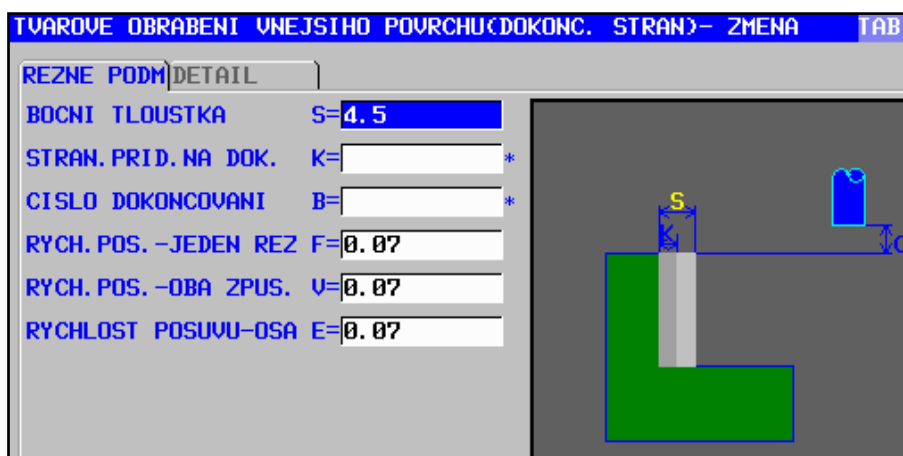 TVAROVE OBRABENI VNEJSIHO POVRCHU(DOKONC. STRAN)- ZMENA TAB
REZNE PODM DETAIL
BOCNI TLOUSTKA S=4.5
STRAN.PRID.NA DOK. K= *
CISLO DOKONCOVANI B= *
RYCH.POS.-JEDEN REZ F=0.07
RYCH.POS.-OBA ZPUS. V=0.07
RYCHLOST POSUVU-OSA E=0.07
S
K